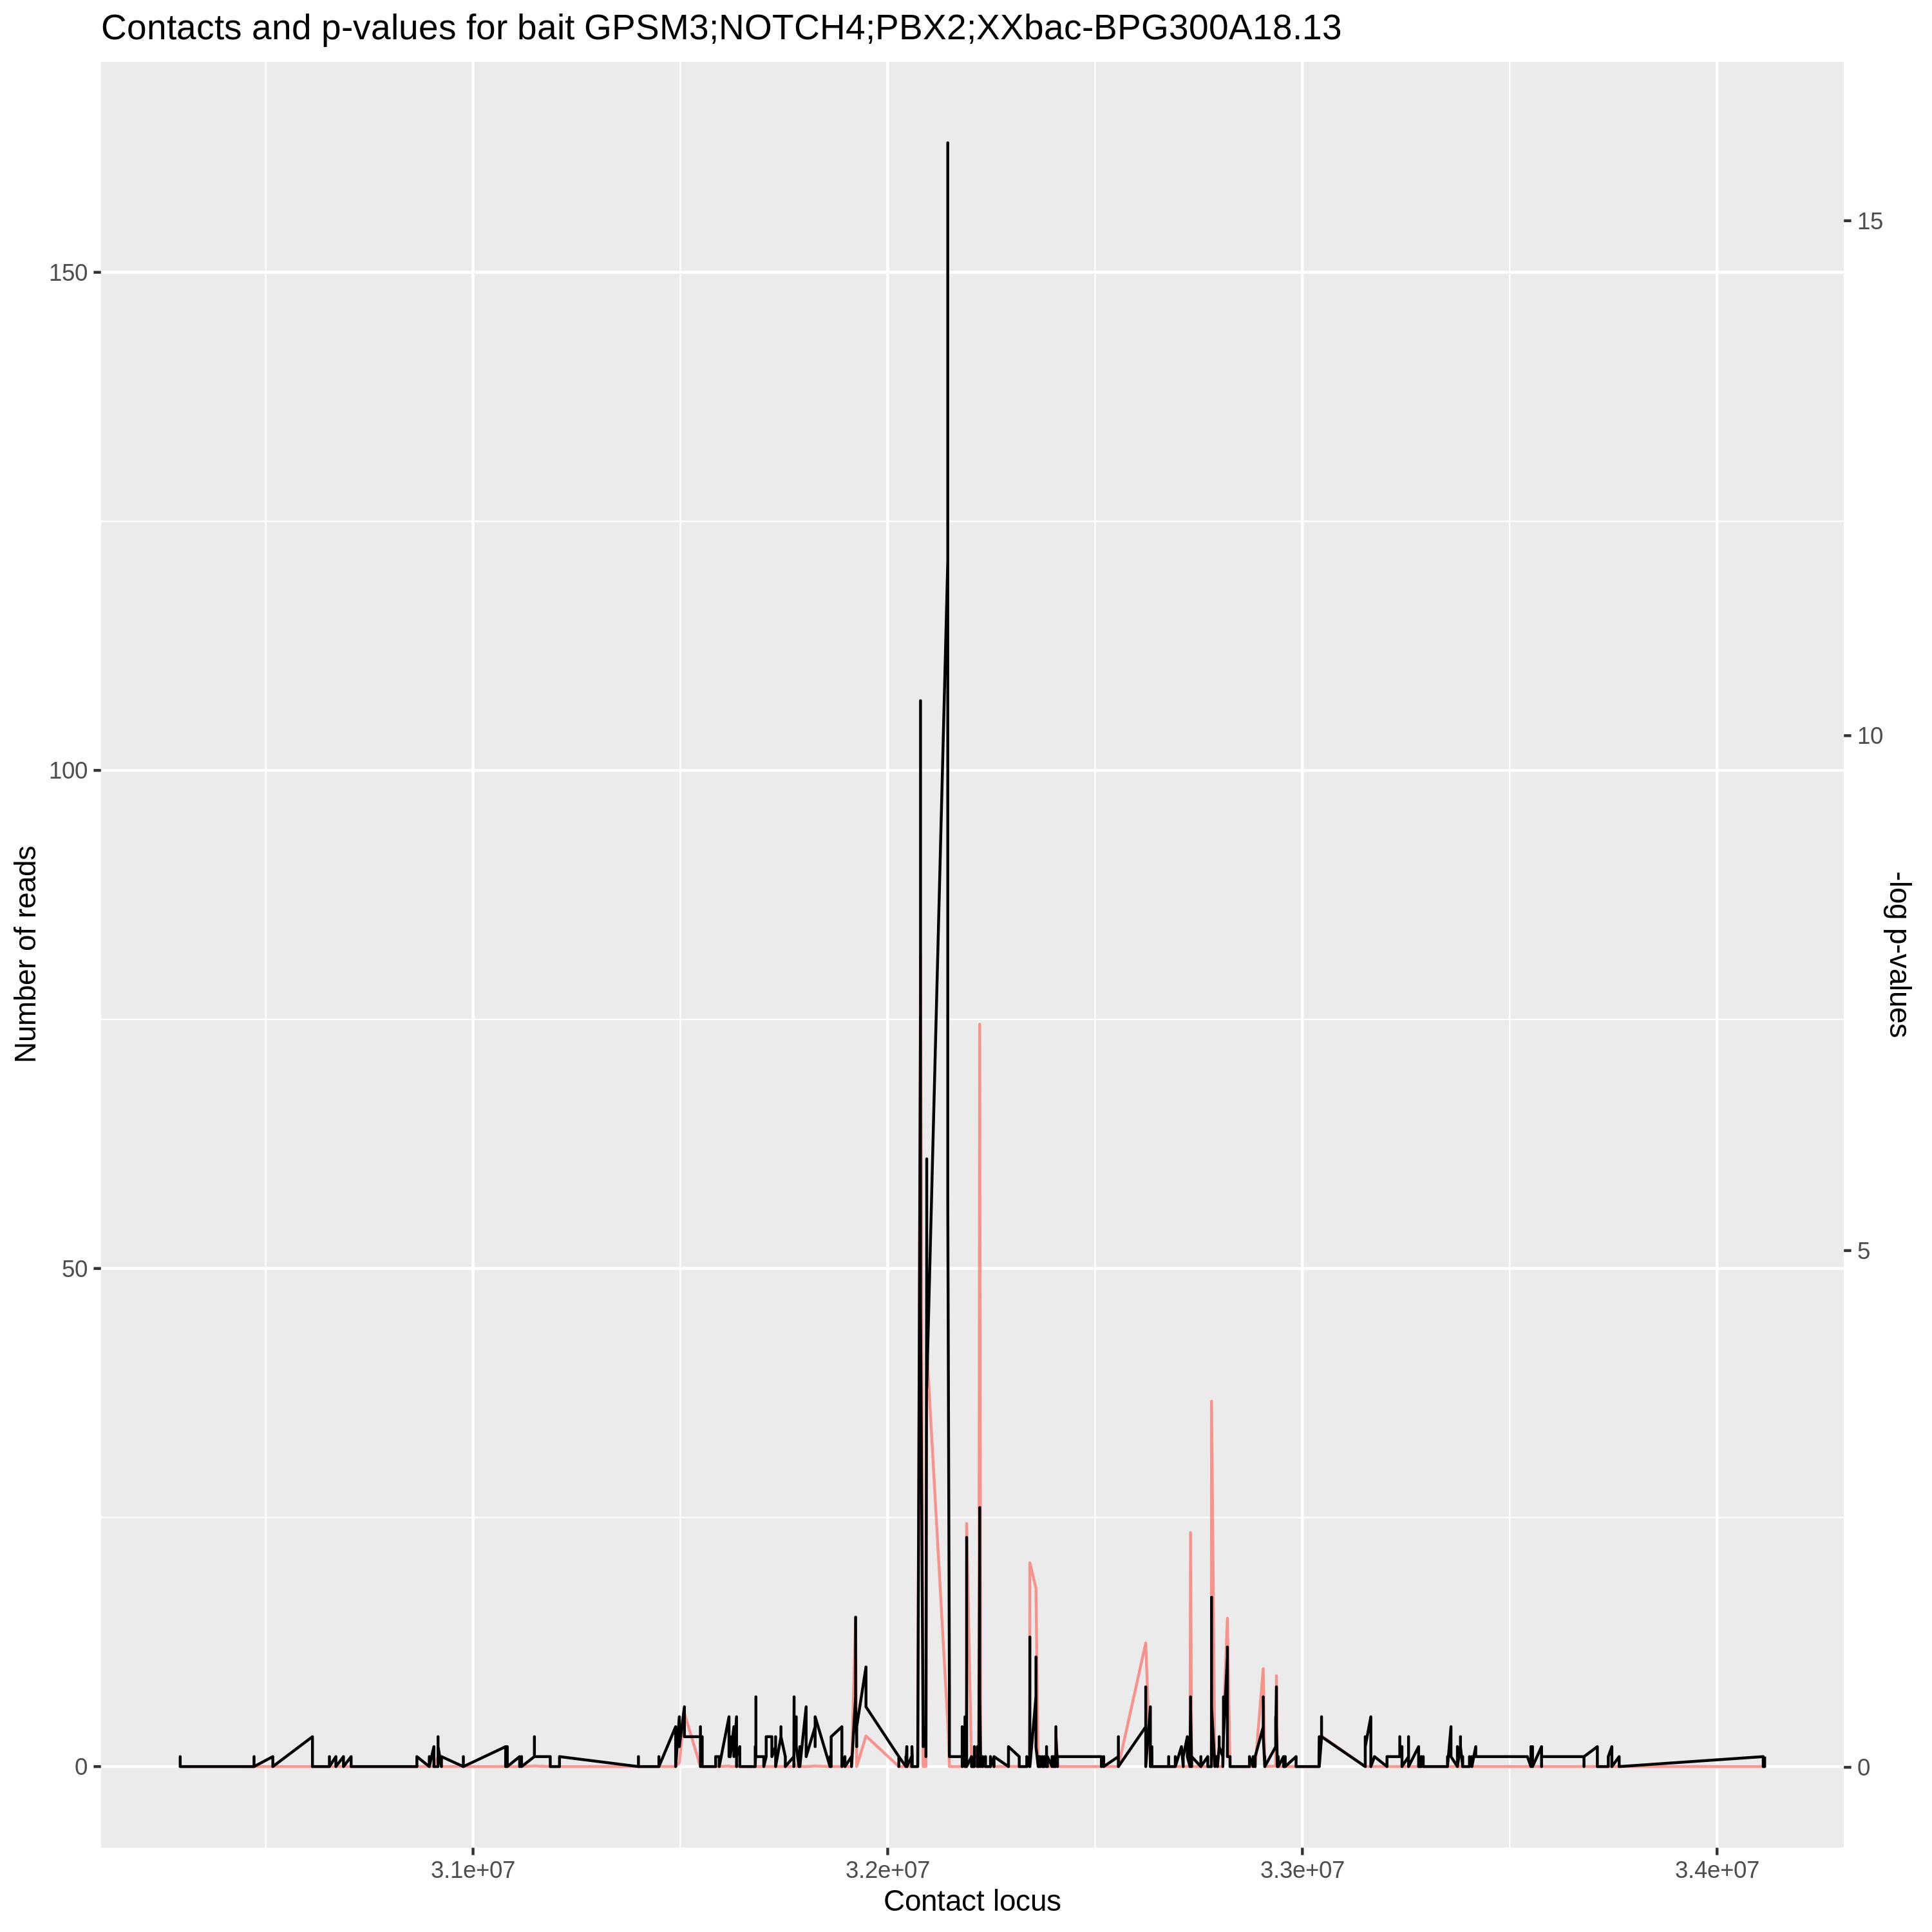 Contacts and p-values for bait GPSM3;NOTCH4;PBX2;XXbac-BPG300A18.13
150
100
50
0
Number of reads
15
10
5
0
-log p-values
3.1e+07 3.2e+07 3.3e+07 3.4e+07
Contact locus